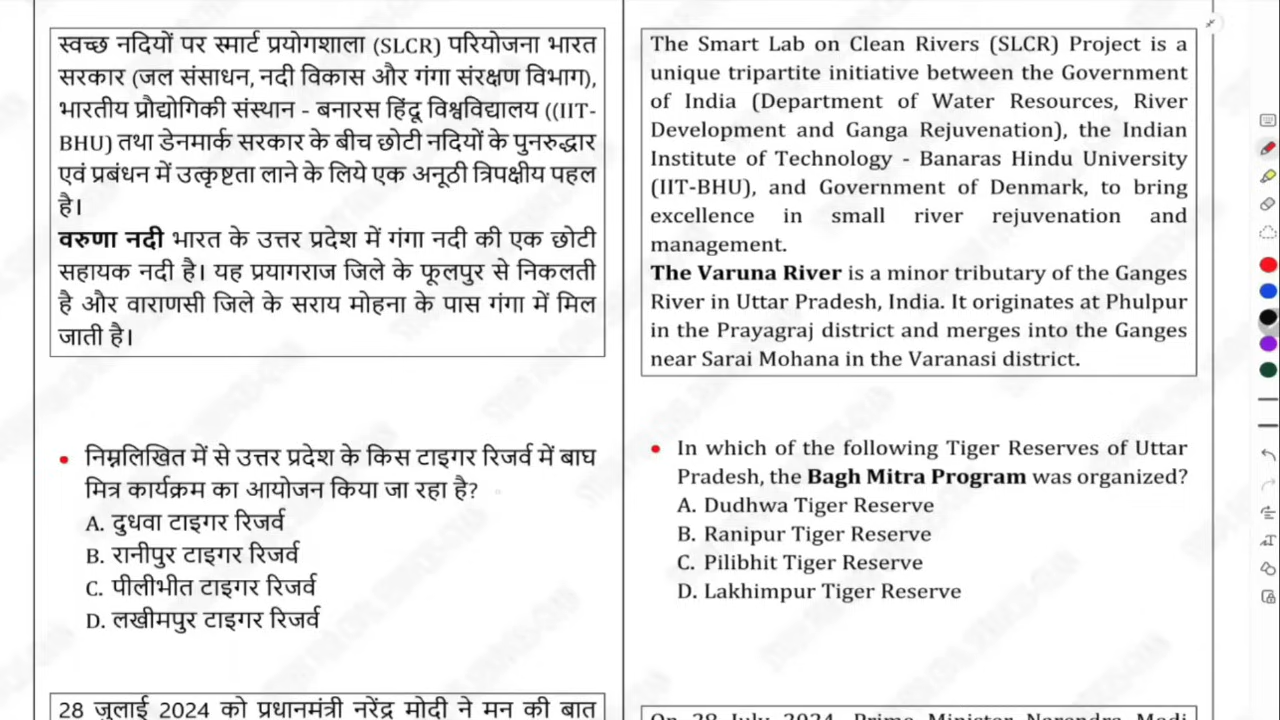 स्वच्छ नदियों पर स्मार्ट प्रयोगशाला (SLCR) परियोजना भारत
सरकार (जल संसाधन, नदी विकास और गंगा संरक्षण विभाग),
भारतीय प्रौद्योगिकी संस्थान - बनारस हिंदू विश्वविद्यालय ((IIT-
BHU) तथा डेनमार्क सरकार के बीच छोटी नदियों के पुनरुद्धार
एवं प्रबंधन में उत्कृष्टता लाने के लिये एक अनूठी त्रिपक्षीय पहल
है।
वरुणा नदी भारत के उत्तर प्रदेश में गंगा नदी की एक छोटी
सहायक नदी है। यह प्रयागराज जिले के फूलपुर से निकलती
है और वाराणसी जिले के सराय मोहना के पास गंगा में मिल
जाती है।
निम्नलिखित में से उत्तर प्रदेश के किस टाइगर रिजर्व में बाघ
मित्र कार्यक्रम का आयोजन किया जा रहा है?
A. दुधवा टाइगर रिजर्व
B. रानीपुर टाइगर रिजर्व
C. पीलीभीत टाइगर रिजर्व
D. लखीमपुर टाइगर रिजर्व
28 जुलाई 2024 को प्रधानमंत्री नरेंद्र मोदी ने मन की बात
The Smart Lab on Clean Rivers (SLCR) Project is a
unique tripartite initiative between the Government
of India (Department of Water Resources, River
Development and Ganga Rejuvenation), the Indian
Institute of Technology - Banaras Hindu University
(IIT-BHU), and Government of Denmark, to bring
excellence in small river rejuvenation and
management.
The Varuna River is a minor tributary of the Ganges
River in Uttar Pradesh, India. It originates at Phulpur
in the Prayagraj district and merges into the Ganges
near Sarai Mohana in the Varanasi district.
In which of the following Tiger Reserves of Uttar
Pradesh, the Bagh Mitra Program was organized?
A. Dudhwa Tiger Reserve
B. Ranipur Tiger Reserve
C. Pilibhit Tiger Reserve
D. Lakhimpur Tiger Reserve
On 28 July 2024, Prime Minister Narendra Modi